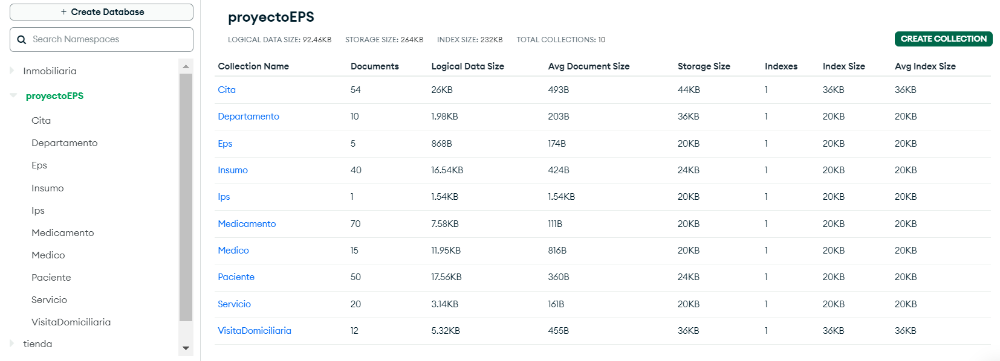 + Create Database
Search Namespaces
Inmobiliaria
proyectoEPS
Cita
Departamento
Eps
Insumo
Ips
Medicamento
Medico
Paciente
Servicio
VisitaDomiciliaria
tienda
proyectoEPS
LOGICAL DATA SIZE: 92.46KB STORAGE SIZE: 264KB INDEX SIZE: 232KB TOTAL COLLECTIONS: 10
CREATE COLLECTION
Collection Name Documents Logical Data Size Avg Document Size Storage Size Indexes Index Size Avg Index Size
Cita 54 26KB 493B 44KB 1 36KB 36KB
Departamento 10 1.98KB 203B 36KB 1 20KB 20KB
Eps 5 868B 174B 20KB 1 20KB 20KB
Insumo 40 16.54KB 424B 24KB 1 20KB 20KB
Ips 1 1.54KB 1.54KB 20KB 1 20KB 20KB
Medicamento 70 7.58KB 111B 20KB 1 20KB 20KB
Medico 15 11.95KB 816B 20KB 1 20KB 20KB
Paciente 50 17.56KB 360B 24KB 1 20KB 20KB
Servicio 20 3.14KB 161B 20KB 1 20KB 20KB
VisitaDomiciliaria 12 5.32KB 455B 36KB 1 36KB 36KB